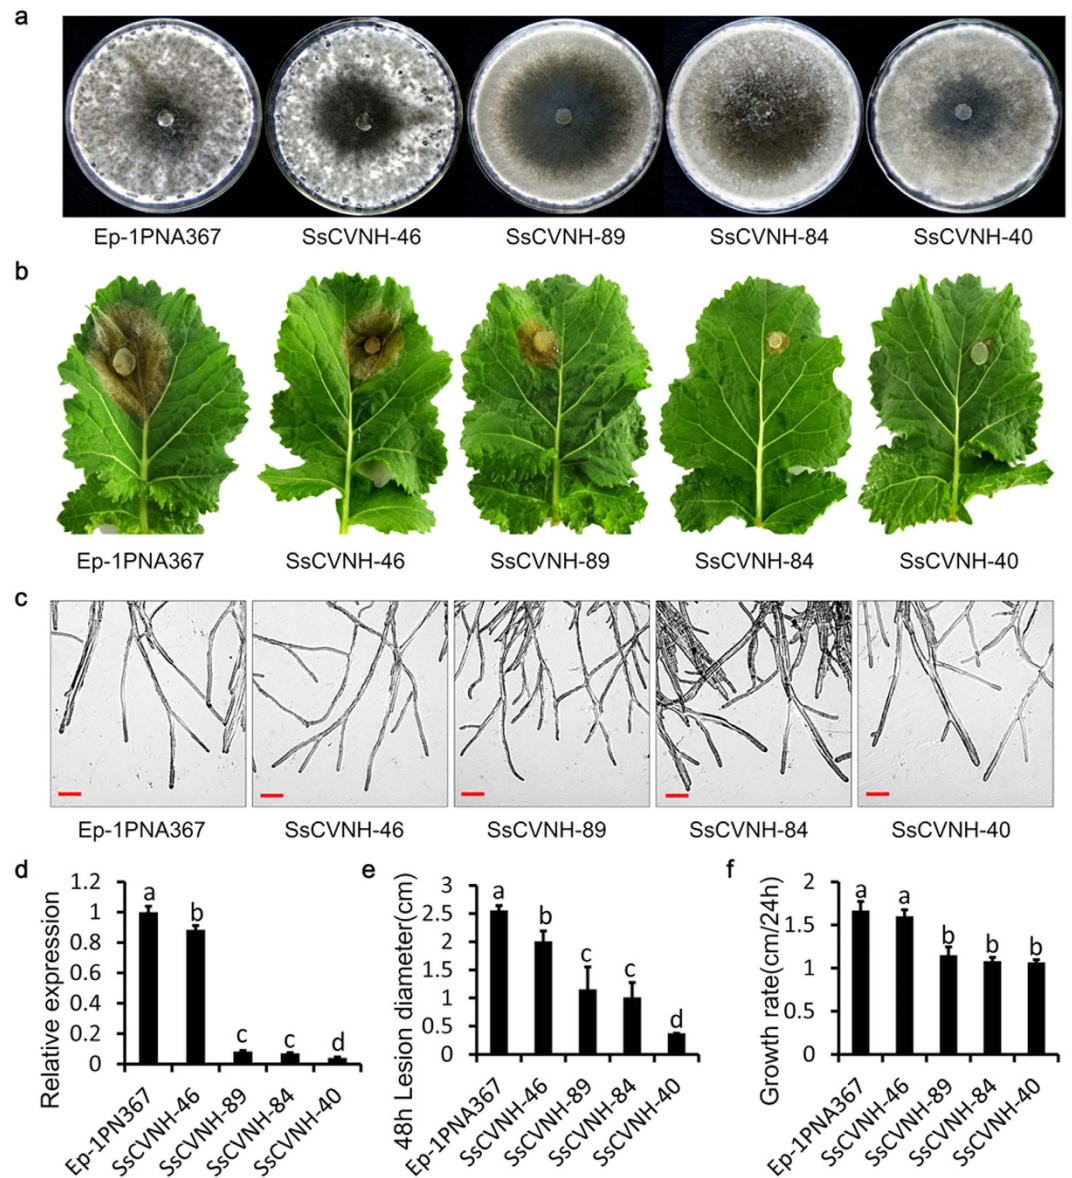 a
Ep-1PNA367 SsCVNH-46 SsCVNH-89 SsCVNH-84 SsCVNH-40
b
Ep-1PNA367 SsCVNH-46 SsCVNH-89 SsCVNH-84 SsCVNH-40
c
Ep-1PNA367 SsCVNH-46 SsCVNH-89 SsCVNH-84 SsCVNH-40
d
Relative expression
1.2
1
0.8
0.6
0.4
0.2
0
a b c c d
Ep-1PN367 SsCVNH-46 SsCVNH-89 SsCVNH-84 SsCVNH-40
e
48h Lesion diameter(cm)
3
2.5
2
1.5
1
0.5
0
a b c c d
Ep-1PNA367 SsCVNH-46 SsCVNH-89 SsCVNH-84 SsCVNH-40
f
Growth rate(cm/24h)
2
1.5
1
0.5
0
a a b b b
Ep-1PNA367 SsCVNH-46 SsCVNH-89 SsCVNH-84 SsCVNH-40